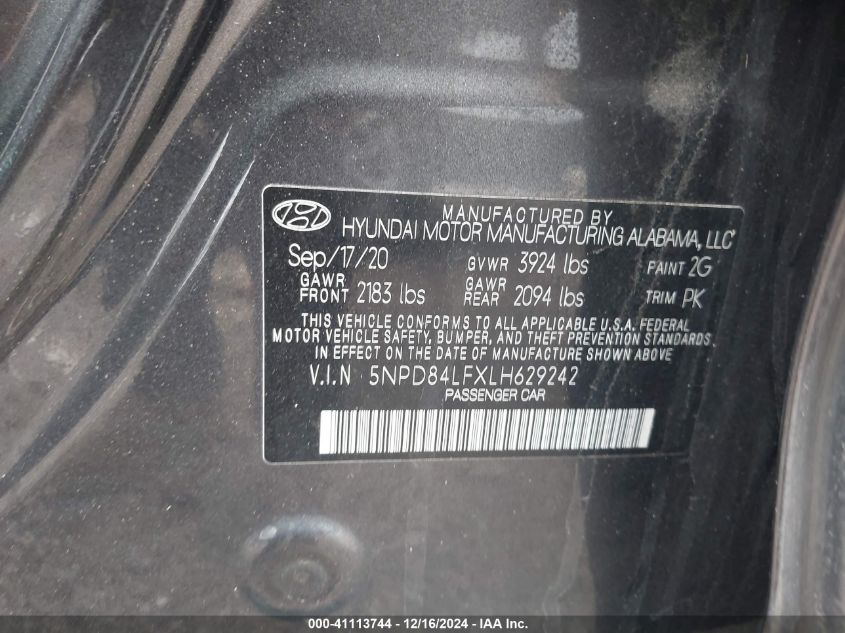 MANUFACTURED BY
HYUNDAI MOTOR MANUFACTURING ALABAMA, LLC
Sep/17/20 GVWR 3924 lbs PAINT 2G
GAWR FRONT 2183 lbs GAWR REAR 2094 lbs TRIM PK
THIS VEHICLE CONFORMS TO ALL APPLICABLE U.S.A. FEDERAL
MOTOR VEHICLE SAFETY, BUMPER, AND THEFT PREVENTION STANDARDS
IN EFFECT ON THE DATE OF MANUFACTURE SHOWN ABOVE
V.I.N 5NPD84LFXLH629242
PASSENGER CAR
000-41113744 — 12/16/2024 — IAA Inc.